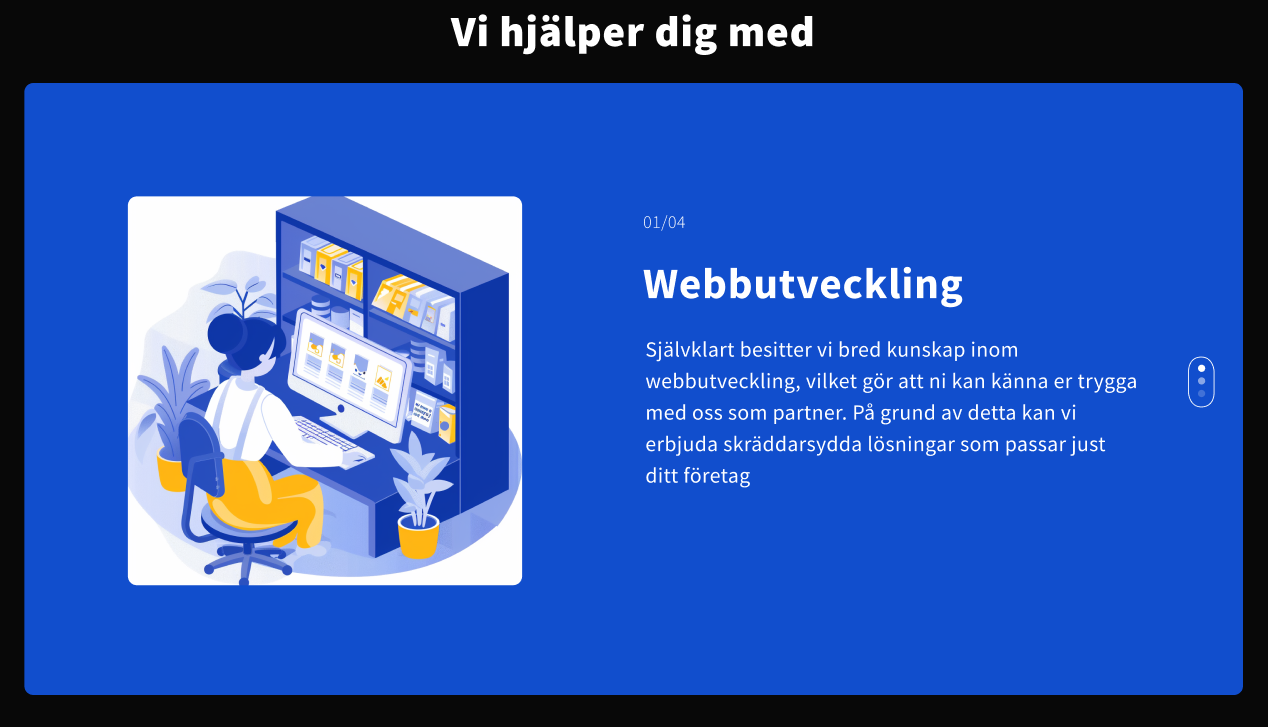 Vi hjälper dig med
01/04
Webbutveckling
Självklart besitter vi bred kunskap inom
webbutveckling, vilket gör att ni kan känna er trygga
med oss som partner. På grund av detta kan vi
erbjuda skräddarsydda lösningar som passar just
ditt företag